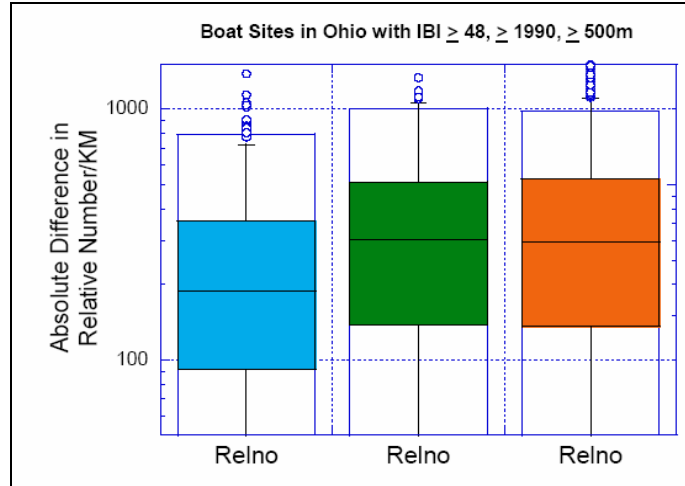 Boat Sites in Ohio with IBI ≥ 48, ≥ 1990, ≥ 500m
Absolute Difference in
Relative Number/KM
1000
100
Relno
Relno
Relno